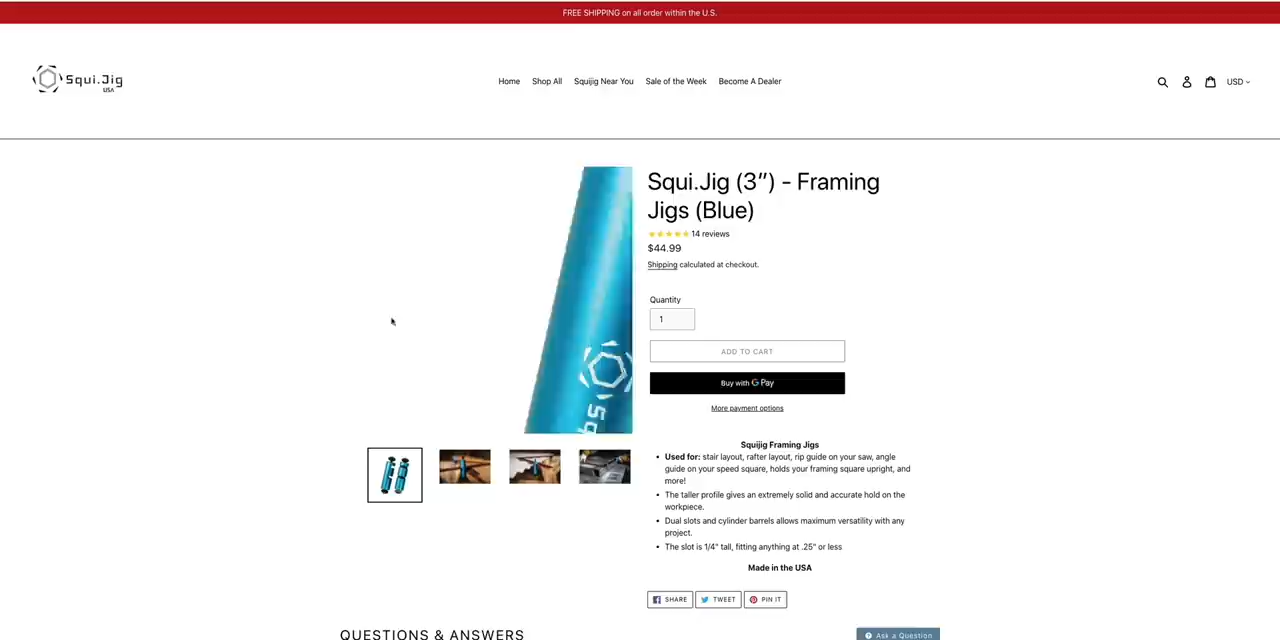 FREE SHIPPING on all order within the U.S.
Squi.Jig
USA
Home Shop All Squijig Near You Sale of the Week Become A Dealer
USD
Squi.Jig (3”) - Framing
Jigs (Blue)
14 reviews
$44.99
Shipping calculated at checkout.
Quantity
1
ADD TO CART
Buy with G Pay
More payment options
Squijig Framing Jigs
• Used for: stair layout, rafter layout, rip guide on your saw, angle
guide on your speed square, holds your framing square upright, and
more!
• The taller profile gives an extremely solid and accurate hold on the
workpiece.
• Dual slots and cylinder barrels allows maximum versatility with any
project.
• The slot is 1/4" tall, fitting anything at .25" or less
Made in the USA
SHARE TWEET PIN IT
QUESTIONS & ANSWERS
Ask a Question